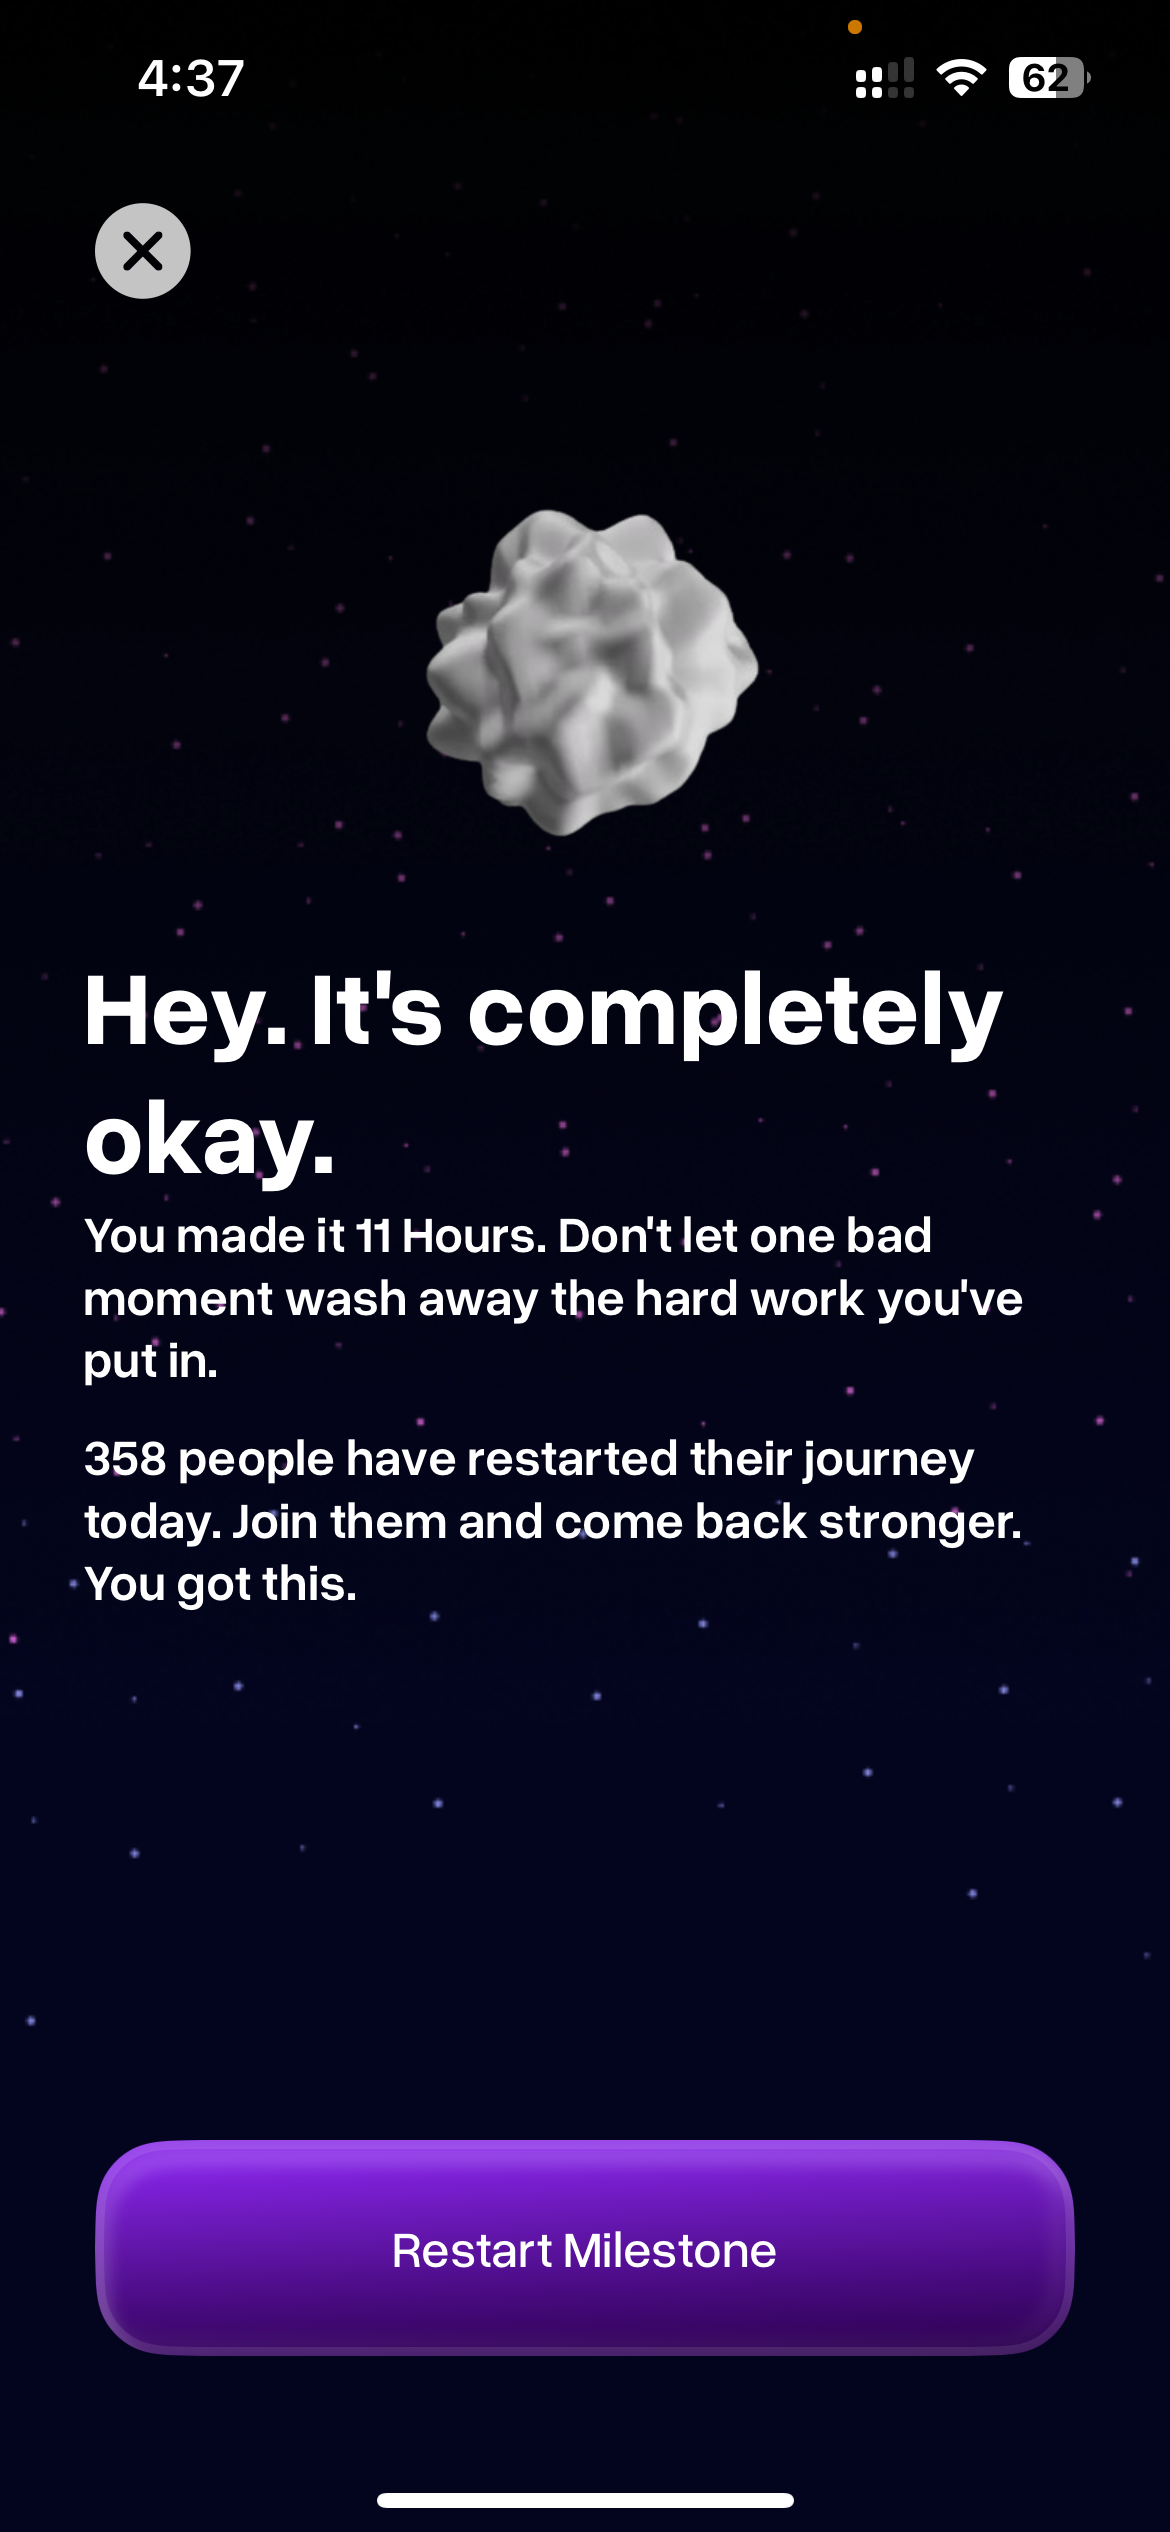 4:37
62
Hey. It's completely
okay.
You made it 11 Hours. Don't let one bad
moment wash away the hard work you've
put in.
358 people have restarted their journey
today. Join them and come back stronger.
You got this.
Restart Milestone